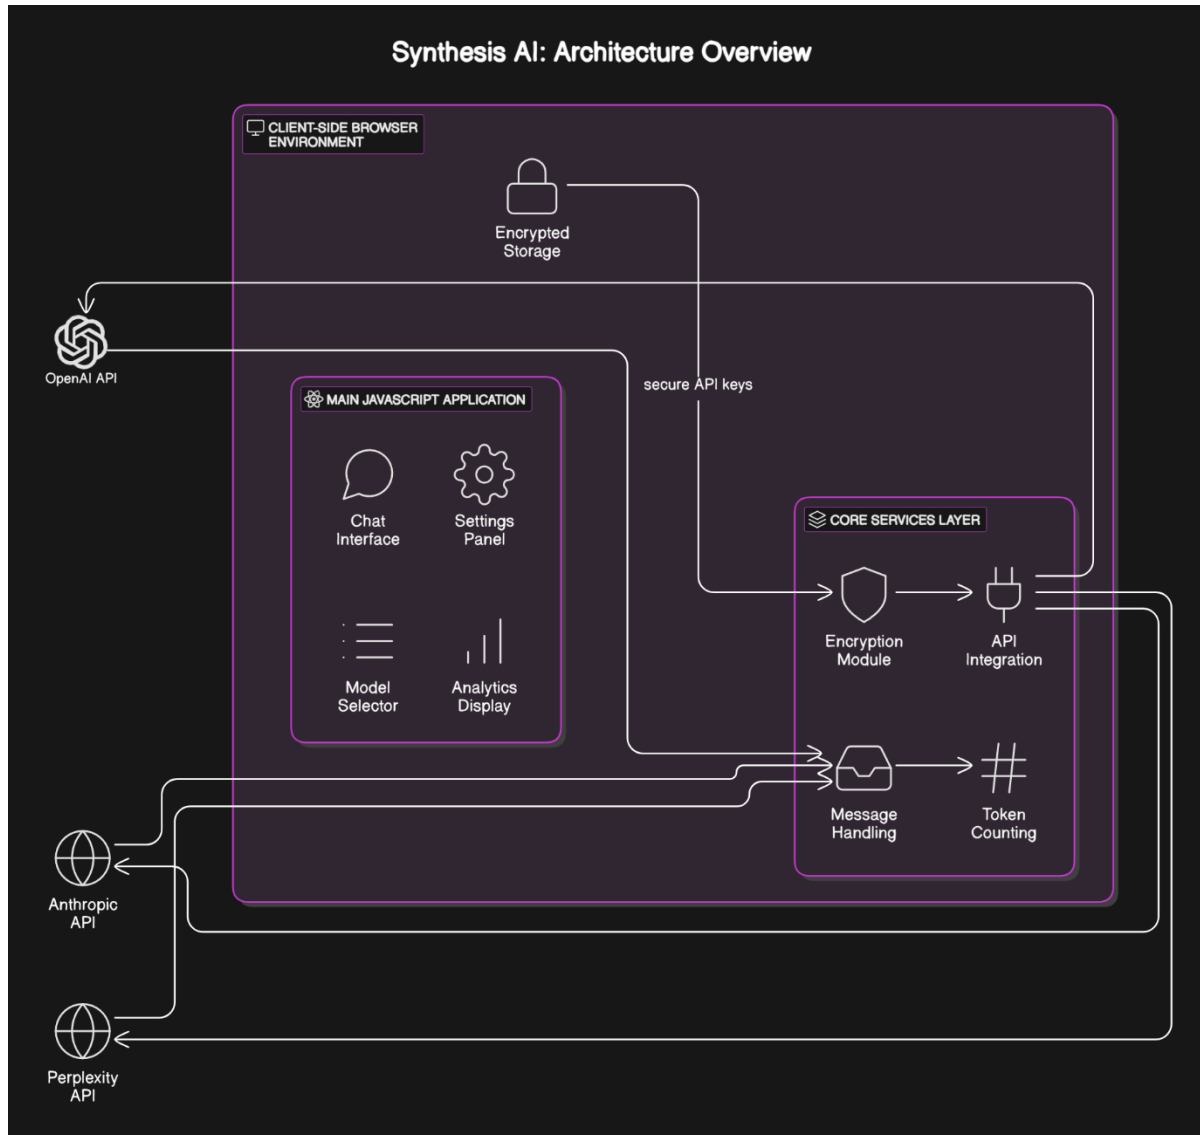 Synthesis AI: Architecture Overview
CLIENT-SIDE BROWSER
ENVIRONMENT
Encrypted
Storage
OpenAI API
secure API keys
MAIN JAVASCRIPT APPLICATION
Chat
Interface
Settings
Panel
Model
Selector
Analytics
Display
CORE SERVICES LAYER
Encryption
Module
API
Integration
Message
Handling
Token
Counting
Anthropic
API
Perplexity
API